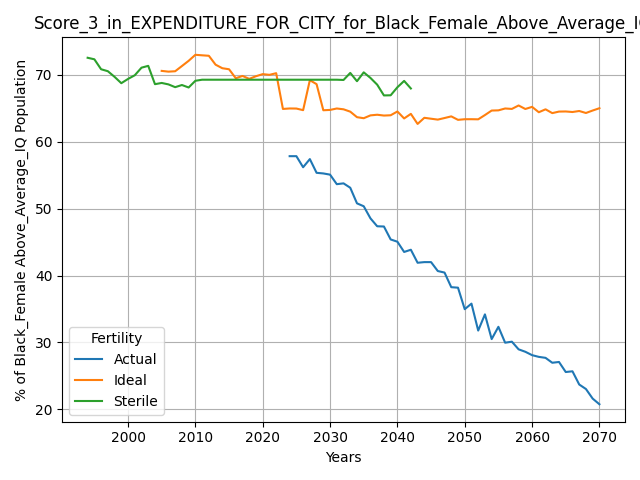 Score_3_in_EXPENDITURE_FOR_CITY_for_Black_Female_Above_Average_IQ
% of Black_Female Above_Average_IQ Population
70
60
50
40
30
20
Fertility
Actual
Ideal
Sterile
2000 2010 2020 2030 2040 2050 2060 2070
Years